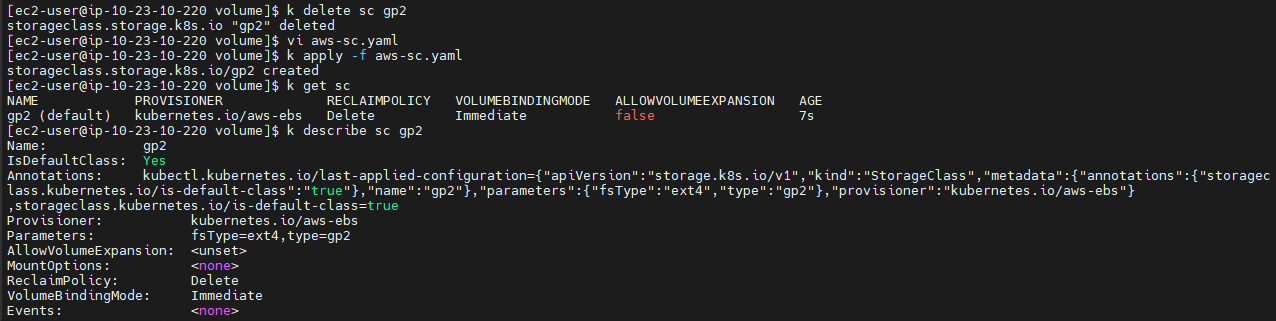 [ec2-user@ip-10-23-10-220 volume]$ k delete sc gp2
storageclass.storage.k8s.io "gp2" deleted
[ec2-user@ip-10-23-10-220 volume]$ vi aws-sc.yaml
[ec2-user@ip-10-23-10-220 volume]$ k apply -f aws-sc.yaml
storageclass.storage.k8s.io/gp2 created
[ec2-user@ip-10-23-10-220 volume]$ k get sc
NAME            PROVISIONER             RECLAIMPOLICY   VOLUMEBINDINGMODE   ALLOWVOLUMEEXPANSION   AGE
gp2 (default)   kubernetes.io/aws-ebs   Delete          Immediate           false                  7s
[ec2-user@ip-10-23-10-220 volume]$ k describe sc gp2
Name:            gp2
IsDefaultClass:  Yes
Annotations:     kubectl.kubernetes.io/last-applied-configuration={"apiVersion":"storage.k8s.io/v1","kind":"StorageClass","metadata":{"annotations":{"storagec
lass.kubernetes.io/is-default-class":"true"},"name":"gp2"},"parameters":{"fsType":"ext4","type":"gp2"},"provisioner":"kubernetes.io/aws-ebs"}
,storageclass.kubernetes.io/is-default-class=true
Provisioner:           kubernetes.io/aws-ebs
Parameters:            fsType=ext4,type=gp2
AllowVolumeExpansion:  <unset>
MountOptions:          <none>
ReclaimPolicy:         Delete
VolumeBindingMode:     Immediate
Events:                <none>